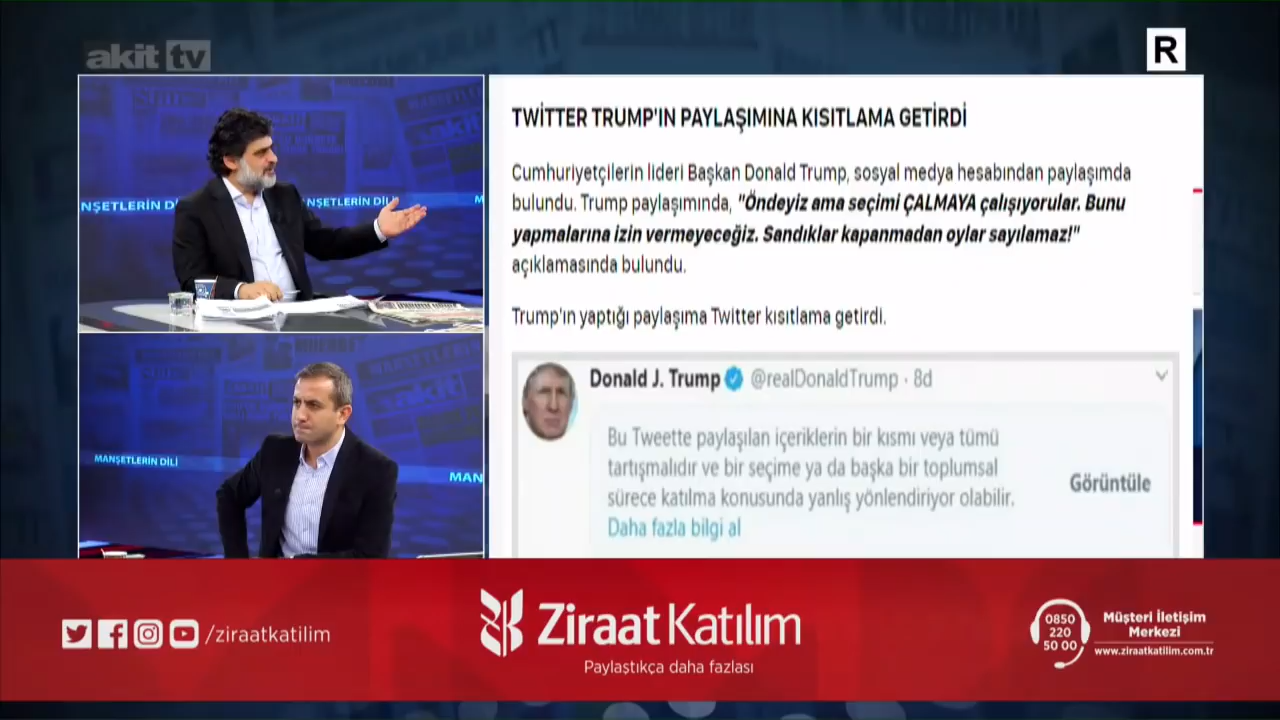 akit tv
R
MANŞETLERİN Dİ
NŞETLERİN DİL
M
MANŞETLERİN DİLİ
MAN
TWİTTER TRUMP'IN PAYLAŞIMINA KISITLAMA GETİRDİ
Cumhuriyetçilerin lideri Başkan Donald Trump, sosyal medya hesabından paylaşımda
bulundu. Trump paylaşımında, "Öndeyiz ama seçimi ÇALMAYA çalışıyorular. Bunu
yapmalarına izin vermeyeceğiz. Sandıklar kapanmadan oylar sayılamaz!"
açıklamasında bulundu.
Trump'ın yaptığı paylaşıma Twitter kısıtlama getirdi.
Donald J. Trump @realDonaldTrump · 8d
Bu Tweette paylaşılan içeriklerin bir kısmı veya tümü
tartışmalıdır ve bir seçime ya da başka bir toplumsal
sürece katılma konusunda yanlış yönlendiriyor olabilir.
Daha fazla bilgi al
Görüntüle
/ziraatkatilim
Ziraat Katılım
Paylaştıkça daha fazlası
0850
220
50 00
Müşteri İletişim
Merkezi
www.ziraatkatilim.com.tr